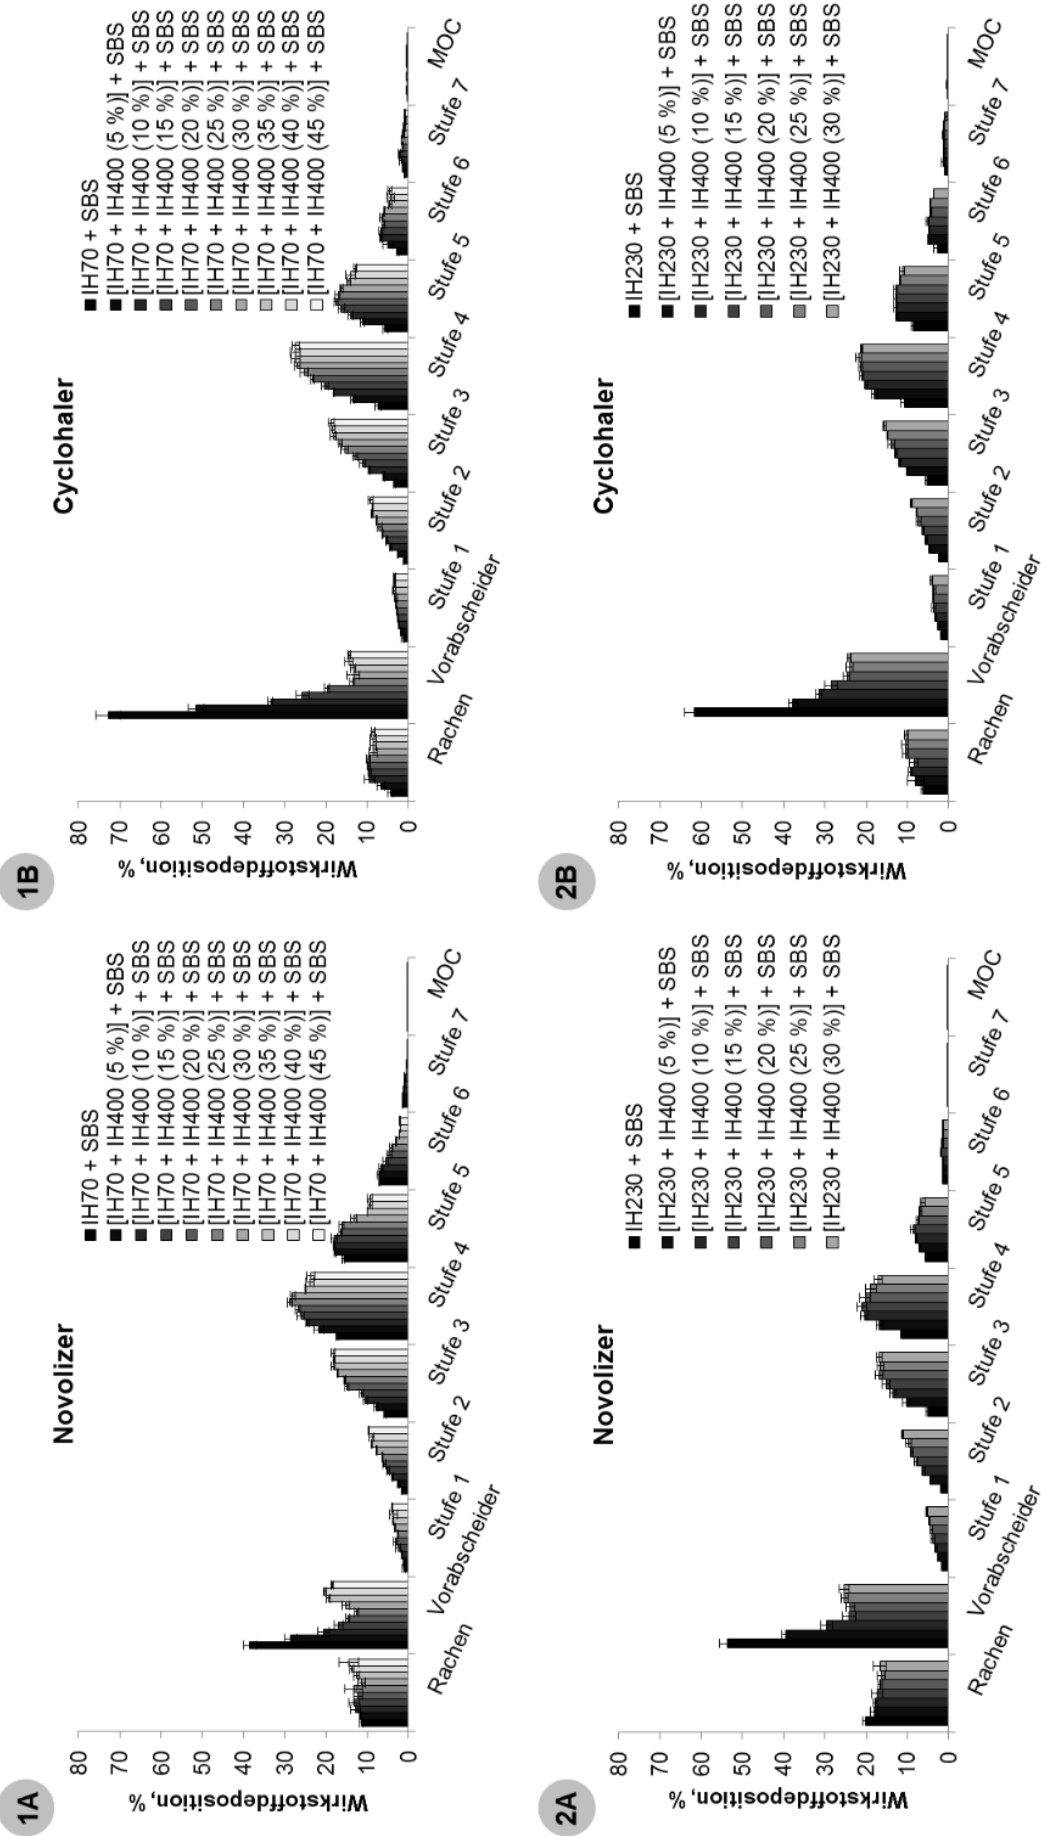 1A
Novolizer
Wirkstoffdeposition, %
80
70
60
50
40
30
20
10
0
IH70 + SBS
[IH70 + IH400 (5 %)] + SBS
[IH70 + IH400 (10 %)] + SBS
[IH70 + IH400 (15 %)] + SBS
[IH70 + IH400 (20 %)] + SBS
[IH70 + IH400 (25 %)] + SBS
[IH70 + IH400 (30 %)] + SBS
[IH70 + IH400 (35 %)] + SBS
[IH70 + IH400 (40 %)] + SBS
[IH70 + IH400 (45 %)] + SBS
Rachen
Vorabscheider
Stufe 1
Stufe 2
Stufe 3
Stufe 4
Stufe 5
Stufe 6
Stufe 7
MOC
1B
Cyclohaler
Wirkstoffdeposition, %
80
70
60
50
40
30
20
10
0
IH70 + SBS
[IH70 + IH400 (5 %)] + SBS
[IH70 + IH400 (10 %)] + SBS
[IH70 + IH400 (15 %)] + SBS
[IH70 + IH400 (20 %)] + SBS
[IH70 + IH400 (25 %)] + SBS
[IH70 + IH400 (30 %)] + SBS
[IH70 + IH400 (35 %)] + SBS
[IH70 + IH400 (40 %)] + SBS
[IH70 + IH400 (45 %)] + SBS
Rachen
Vorabscheider
Stufe 1
Stufe 2
Stufe 3
Stufe 4
Stufe 5
Stufe 6
Stufe 7
MOC
2A
Novolizer
Wirkstoffdeposition, %
80
70
60
50
40
30
20
10
0
IH230 + SBS
[IH230 + IH400 (5 %)] + SBS
[IH230 + IH400 (10 %)] + SBS
[IH230 + IH400 (15 %)] + SBS
[IH230 + IH400 (20 %)] + SBS
[IH230 + IH400 (25 %)] + SBS
[IH230 + IH400 (30 %)] + SBS
Rachen
Vorabscheider
Stufe 1
Stufe 2
Stufe 3
Stufe 4
Stufe 5
Stufe 6
Stufe 7
MOC
2B
Cyclohaler
Wirkstoffdeposition, %
80
70
60
50
40
30
20
10
0
IH230 + SBS
[IH230 + IH400 (5 %)] + SBS
[IH230 + IH400 (10 %)] + SBS
[IH230 + IH400 (15 %)] + SBS
[IH230 + IH400 (20 %)] + SBS
[IH230 + IH400 (25 %)] + SBS
[IH230 + IH400 (30 %)] + SBS
Rachen
Vorabscheider
Stufe 1
Stufe 2
Stufe 3
Stufe 4
Stufe 5
Stufe 6
Stufe 7
MOC